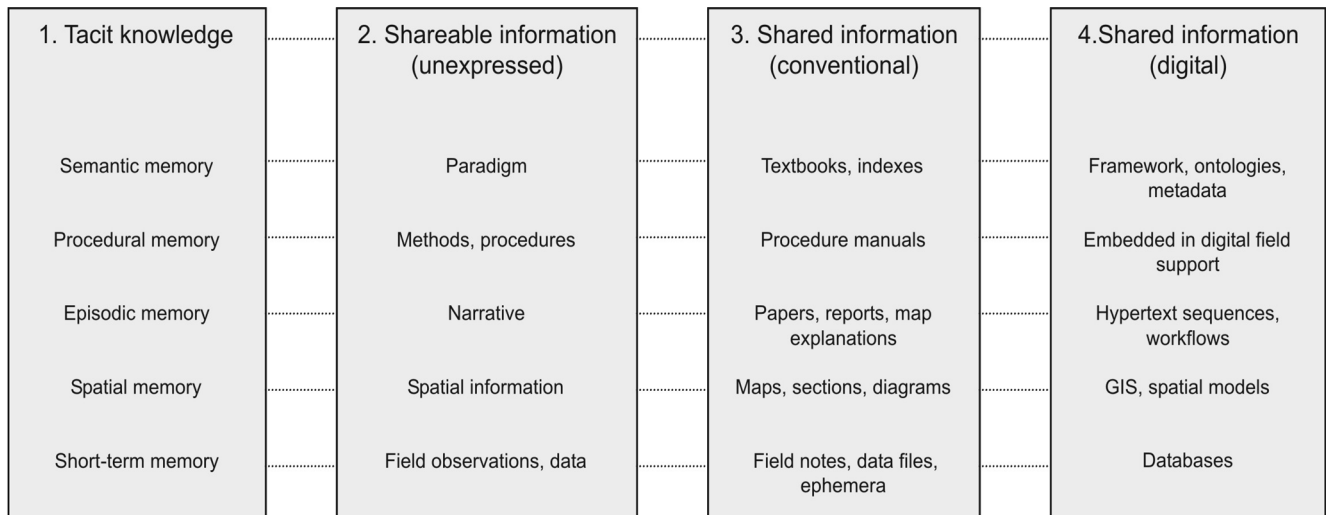 1. Tacit knowledge
2. Shareable information
(unexpressed)
3. Shared information
(conventional)
4.Shared information
(digital)
Semantic memory
Paradigm
Textbooks, indexes
Framework, ontologies,
metadata
Procedural memory
Methods, procedures
Procedure manuals
Embedded in digital field
support
Episodic memory
Narrative
Papers, reports, map
explanations
Hypertext sequences,
workflows
Spatial memory
Spatial information
Maps, sections, diagrams
GIS, spatial models
Short-term memory
Field observations, data
Field notes, data files,
ephemera
Databases